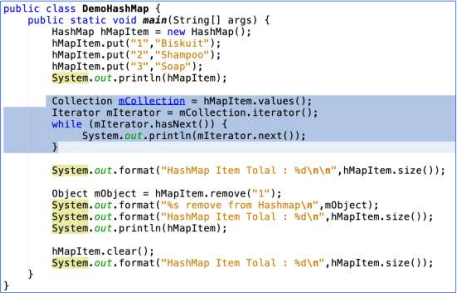 public class DemoHashMap {
public static void main(String[] args) {
HashMap hMapItem = new HashMap();
hMapItem.put("1","Biskuit");
hMapItem.put("2","Shampoo");
hMapItem.put("3","Soap");
System.out.println(hMapItem);
Collection mCollection = hMapItem.values();
Iterator mIterator = mCollection.iterator();
while (mIterator.hasNext()) {
System.out.println(mIterator.next());
}
System.out.format("HashMap Item Tolal : %d\n\n",hMapItem.size());
Object mObject = hMapItem.remove("1");
System.out.format("%s remove from Hashmap\n",mObject);
System.out.format("HashMap Item Tolal : %d\n",hMapItem.size());
System.out.println(hMapItem);
hMapItem.clear();
System.out.format("HashMap Item Tolal : %d\n",hMapItem.size());
}
}